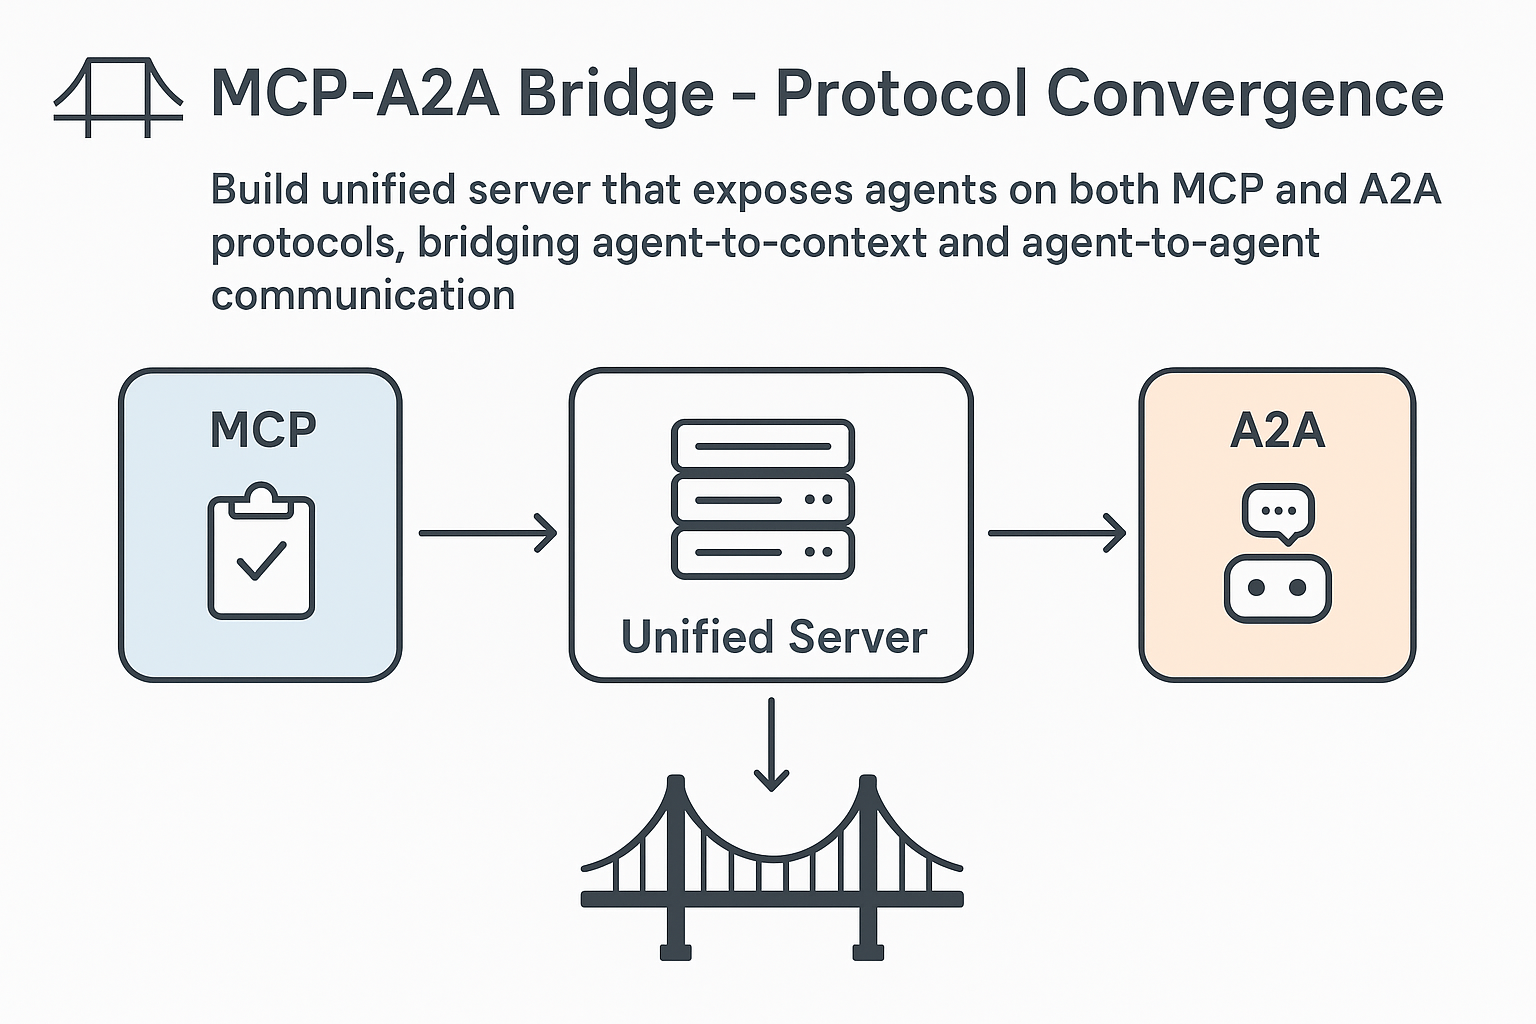 MCP-A2A Bridge - Protocol Convergence
Build unified server that exposes agents on both MCP and A2A
protocols, bridging agent-to-context and agent-to-agent
communication
MCP
Unified Server
A2A